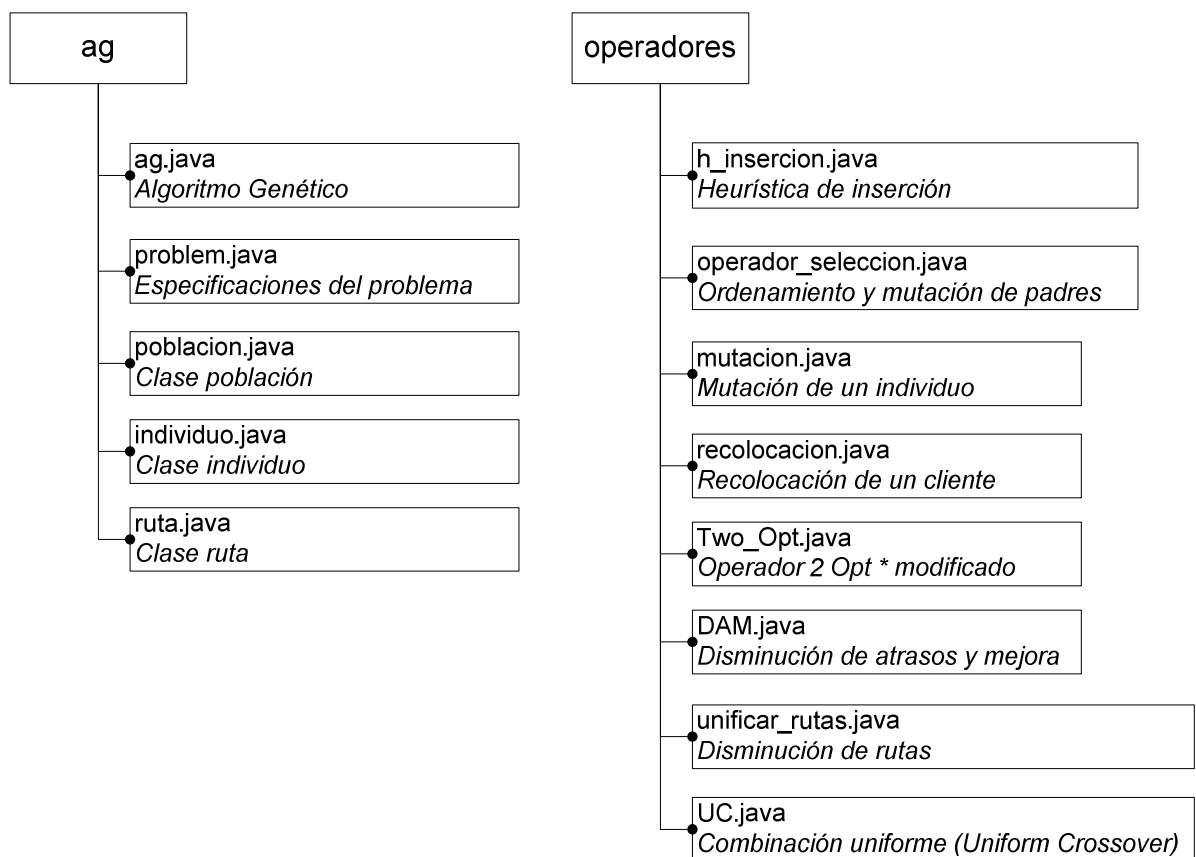 ag
ag.java
Algoritmo Genético
problem.java
Especificaciones del problema
poblacion.java
Clase población
individuo.java
Clase individuo
ruta.java
Clase ruta
operadores
h_insercion.java
Heurística de inserción
operador_seleccion.java
Ordenamiento y mutación de padres
mutacion.java
Mutación de un individuo
recolocacion.java
Recolocación de un cliente
Two_Opt.java
Operador 2 Opt * modificado
DAM.java
Disminución de atrasos y mejora
unificar_rutas.java
Disminución de rutas
UC.java
Combinación uniforme (Uniform Crossover)